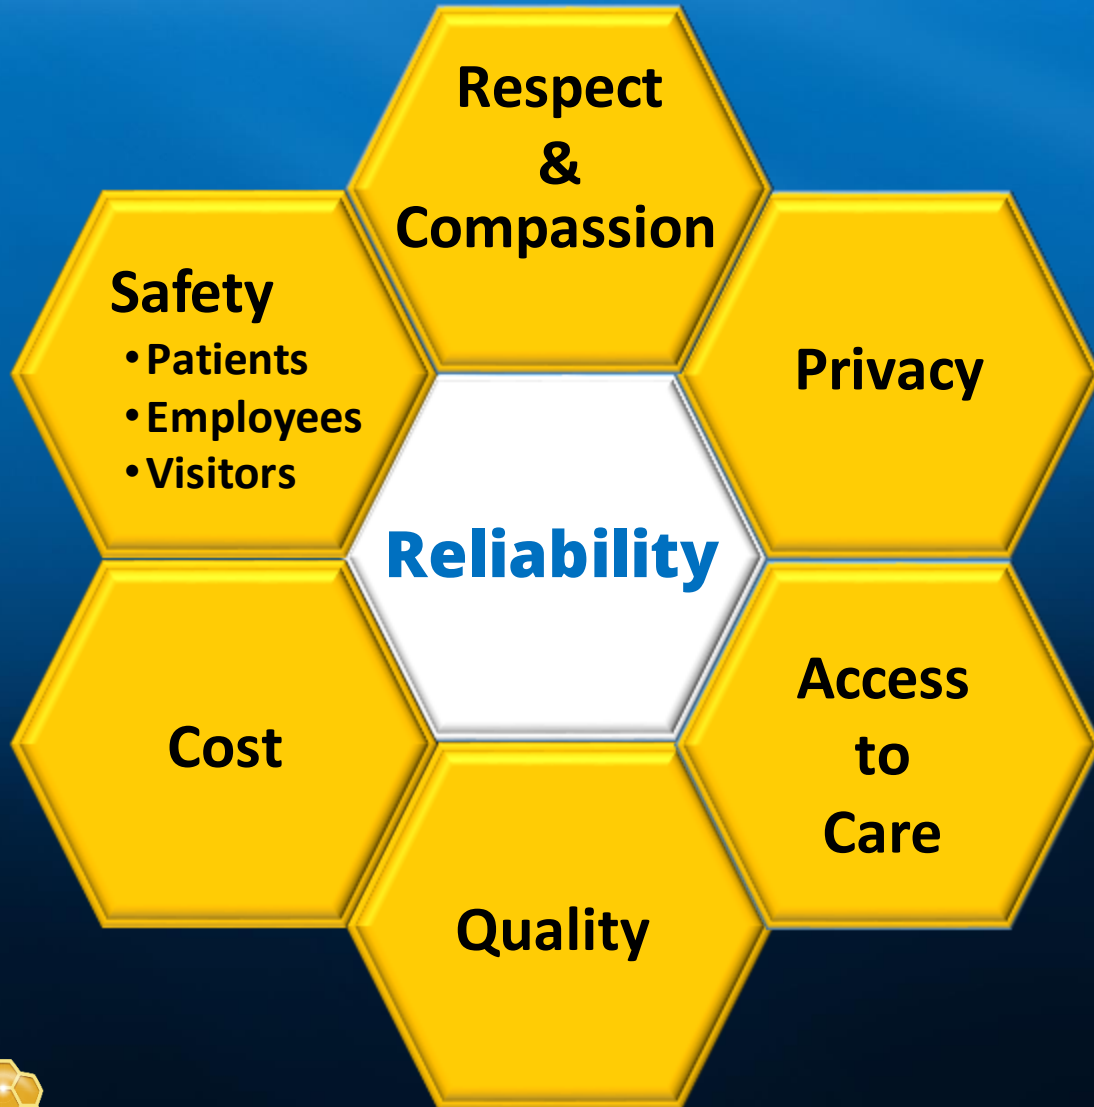 Respect
&
Compassion
Safety
• Patients
• Employees
• Visitors
Privacy
Reliability
Cost
Access
to
Care
Quality